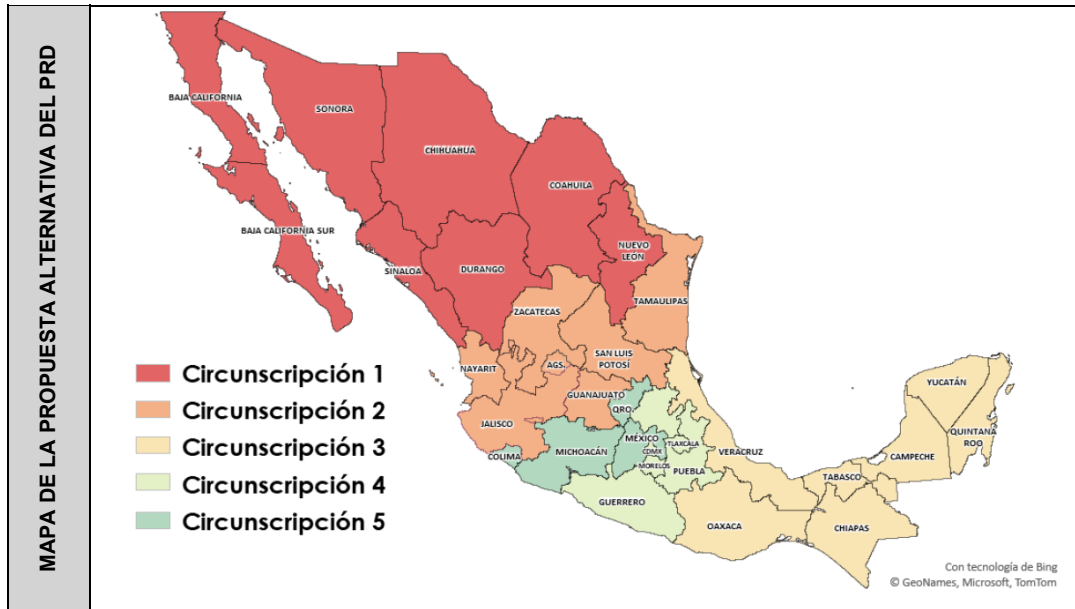 MAPA DE LA PROPUESTA ALTERNATIVA DEL PRD
BAJA CALIFORNIA
SONORA
CHIHUAHUA
COAHUILA
BAJA CALIFORNIA SUR
NUEVO
LEÓN
SINALOA
DURANGO
TAMAULIPAS
ZACATECAS
SAN LUIS
POTOSÍ
NAYARIT
AGS.
GUANAJUATO
QRO.
JALISCO
COLIMA
MICHOACÁN
MÉXICO
CDMX
TLAXCALA
MORELOS
PUEBLA
VERACRUZ
GUERRERO
OAXACA
TABASCO
CHIAPAS
CAMPECHE
YUCATÁN
QUINTANA
ROO
Circunscripción 1
Circunscripción 2
Circunscripción 3
Circunscripción 4
Circunscripción 5
Con tecnología de Bing
© GeoNames, Microsoft, TomTom